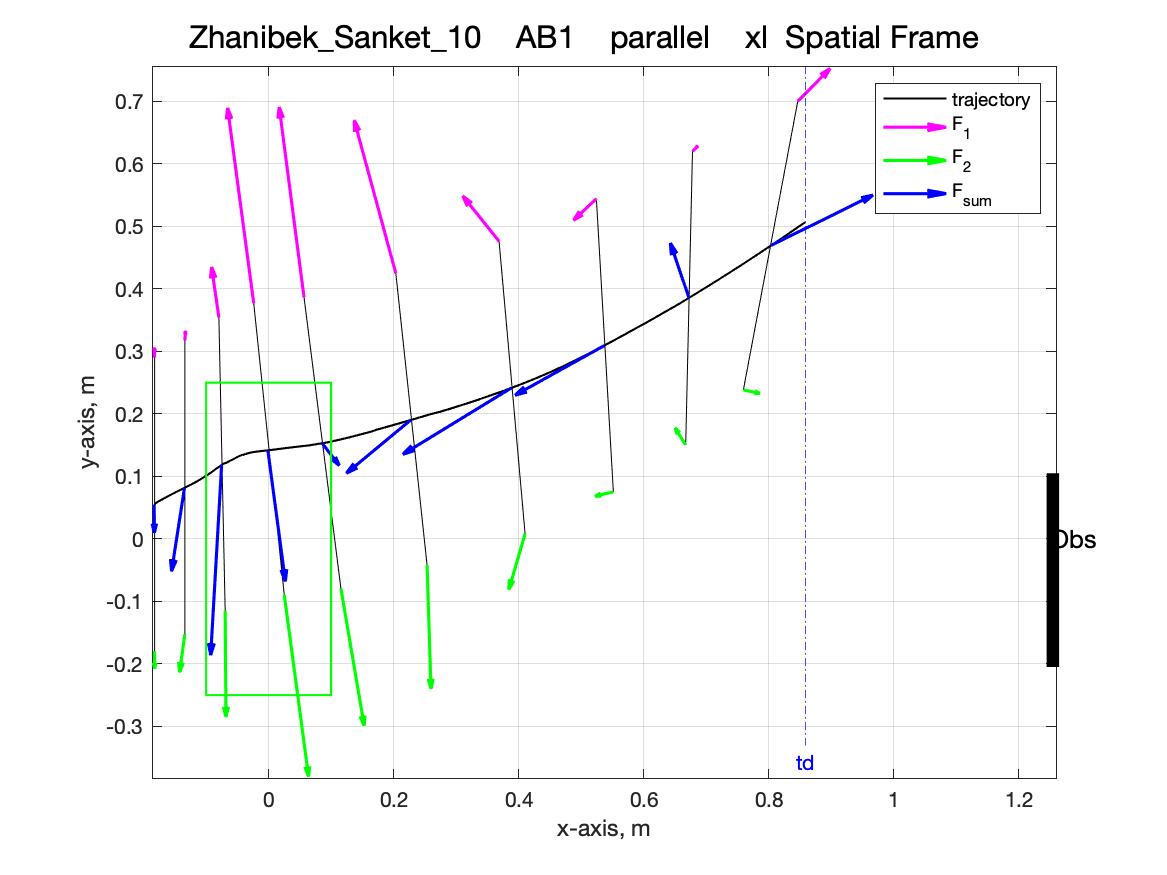 Zhanibek_Sanket_10 AB1 parallel xl Spatial Frame
trajectory
F1
F2
Fsum
0.7
0.6
0.5
0.4
0.3
0.2
0.1
0
-0.1
-0.2
-0.3
y-axis, m
Obs
td
0 0.2 0.4 0.6 0.8 1 1.2
x-axis, m